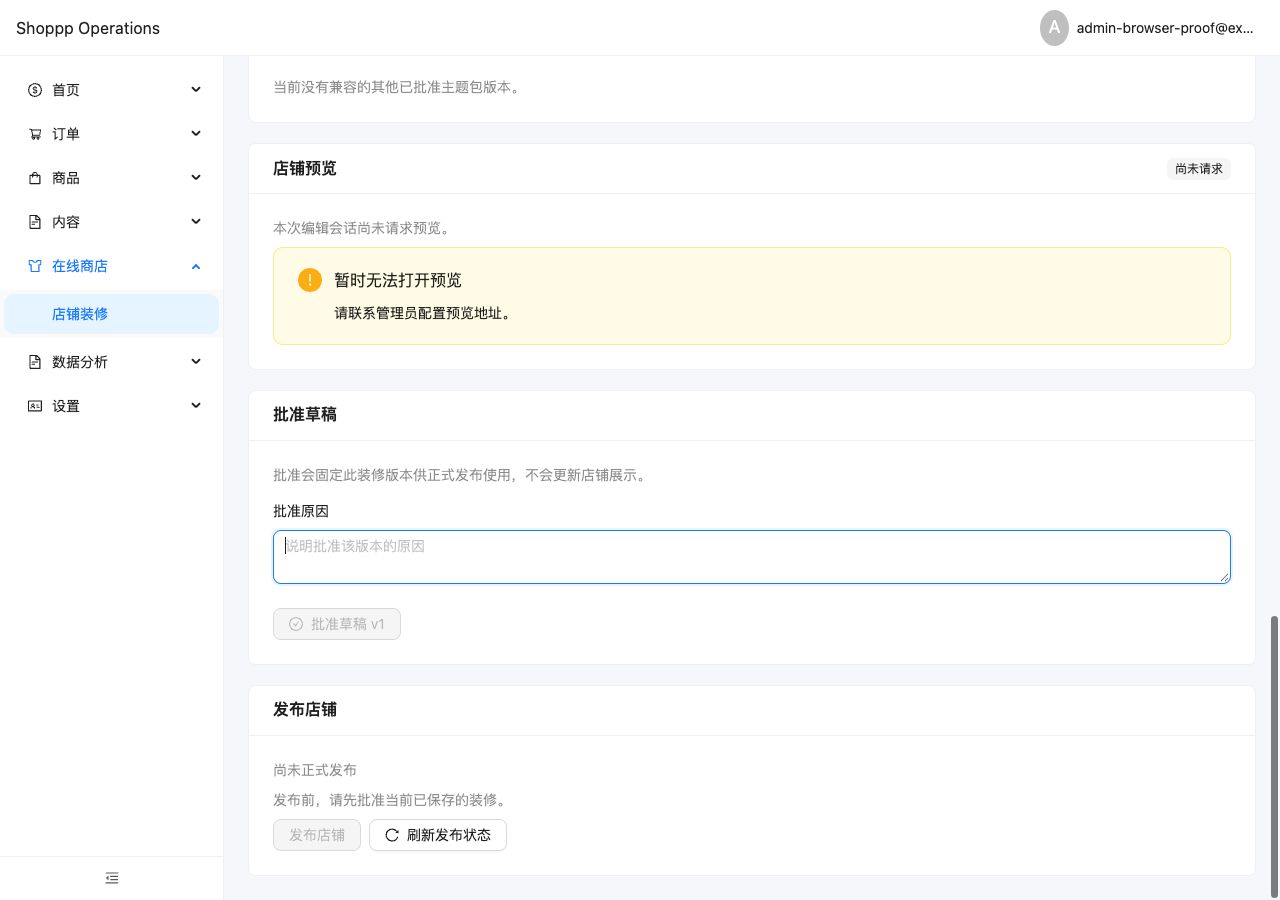 Shoppp Operations
A
admin-browser-proof@ex...
首页
订单
商品
内容
在线商店
店铺装修
数据分析
设置
当前没有兼容的其他已批准主题包版本。
店铺预览
尚未请求
本次编辑会话尚未请求预览。
暂时无法打开预览
请联系管理员配置预览地址。
批准草稿
批准会固定此装修版本供正式发布使用，不会更新店铺展示。
批准原因
说明批准该版本的原因
批准草稿 v1
发布店铺
尚未正式发布
发布前，请先批准当前已保存的装修。
发布店铺
刷新发布状态